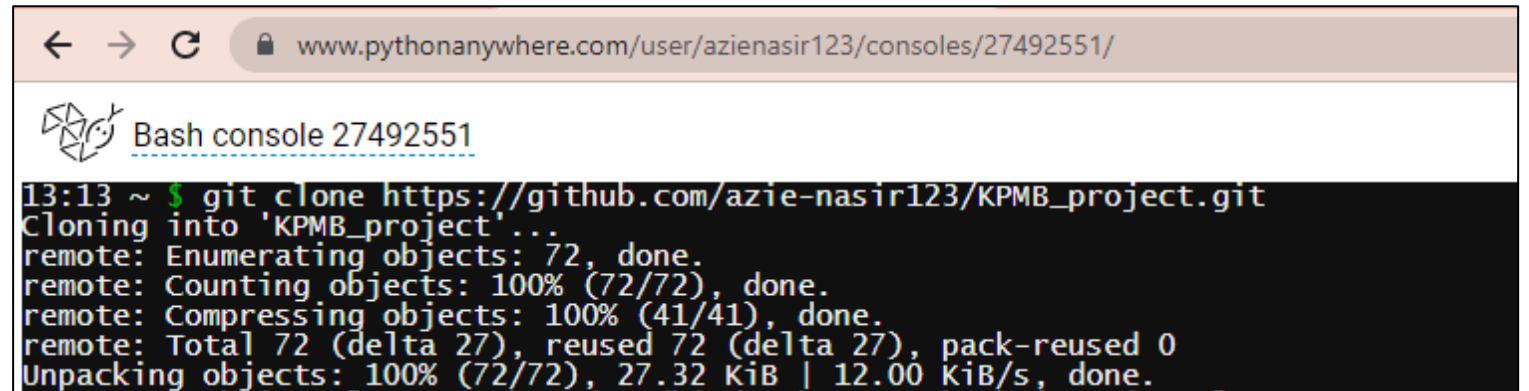 www.pythonanywhere.com/user/azienasir123/consoles/27492551/
Bash console 27492551
13:13 ~ $ git clone https://github.com/azie-nasir123/KPMB_project.git
Cloning into 'KPMB_project'...
remote: Enumerating objects: 72, done.
remote: Counting objects: 100% (72/72), done.
remote: Compressing objects: 100% (41/41), done.
remote: Total 72 (delta 27), reused 72 (delta 27), pack-reused 0
Unpacking objects: 100% (72/72), 27.32 KiB | 12.00 KiB/s, done.